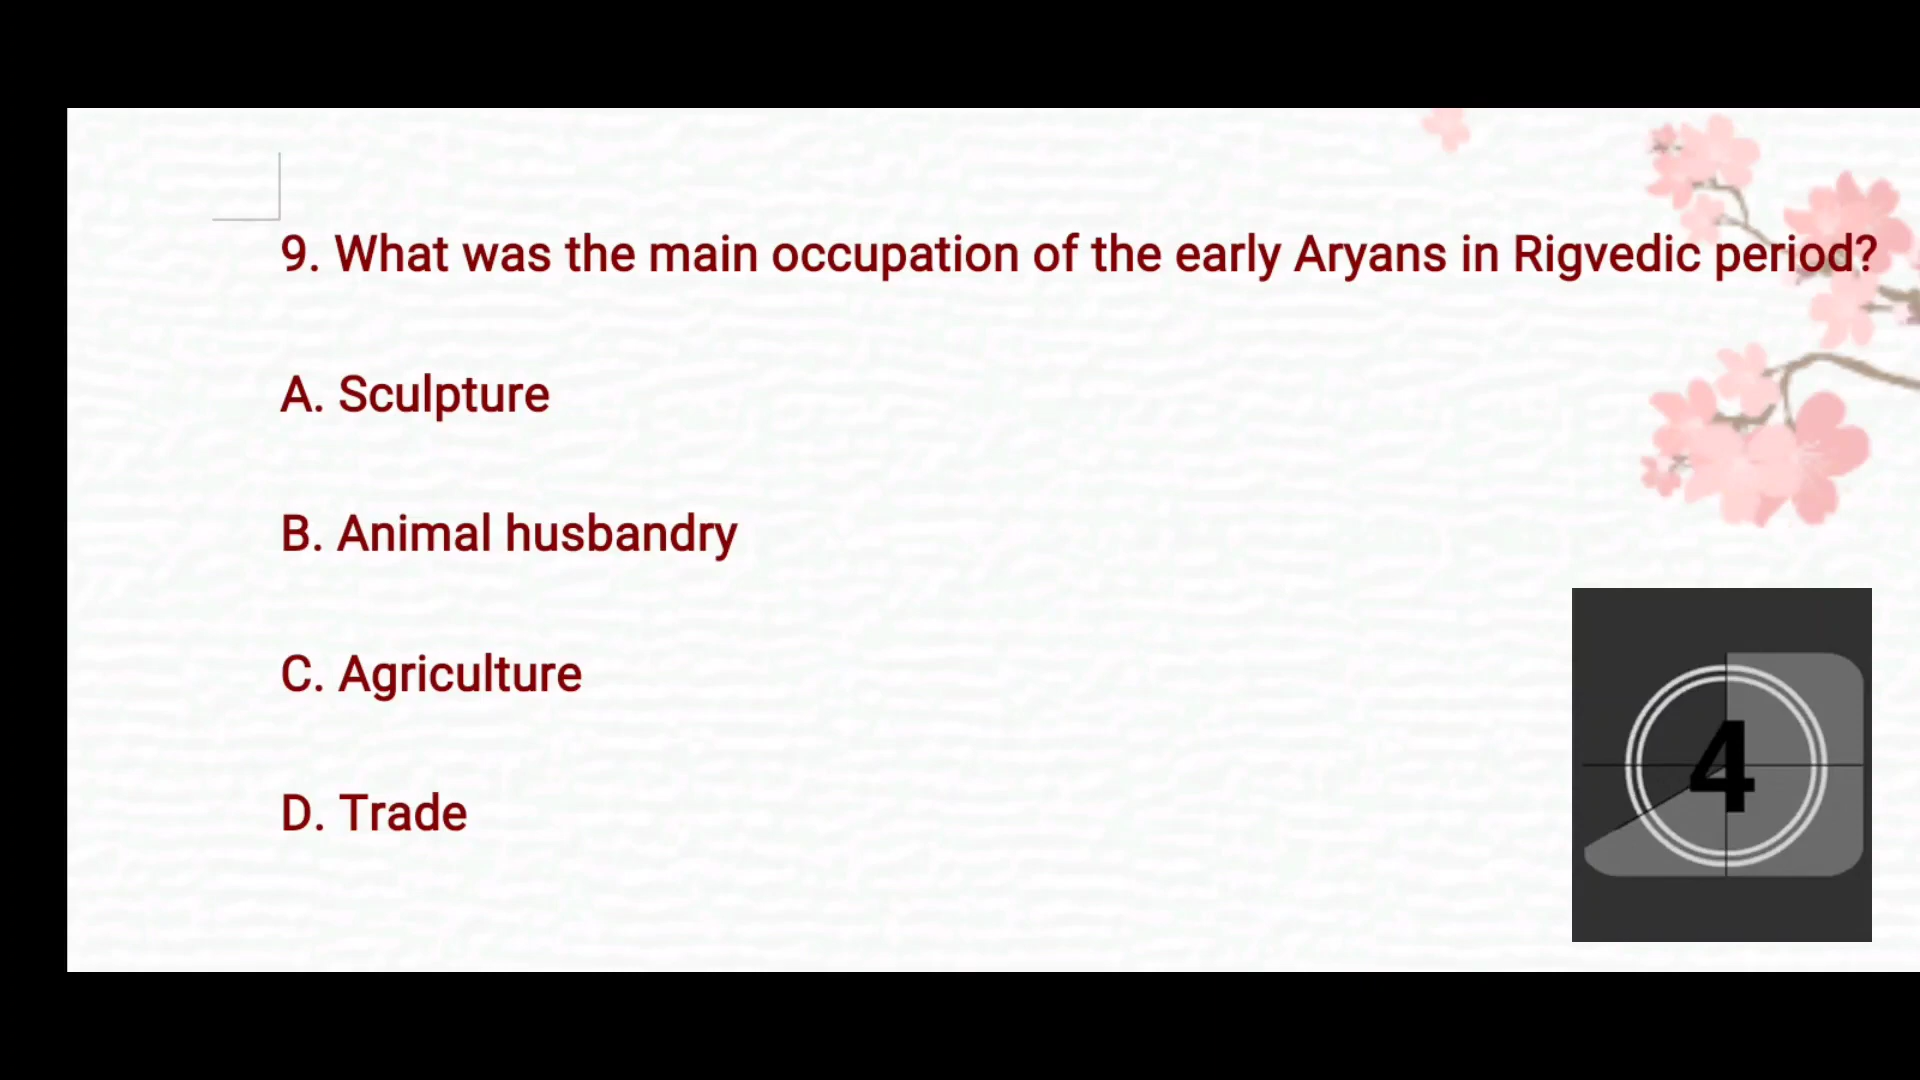 9. What was the main occupation of the early Aryans in Rigvedic period?
A. Sculpture
B. Animal husbandry
C. Agriculture
D. Trade
4